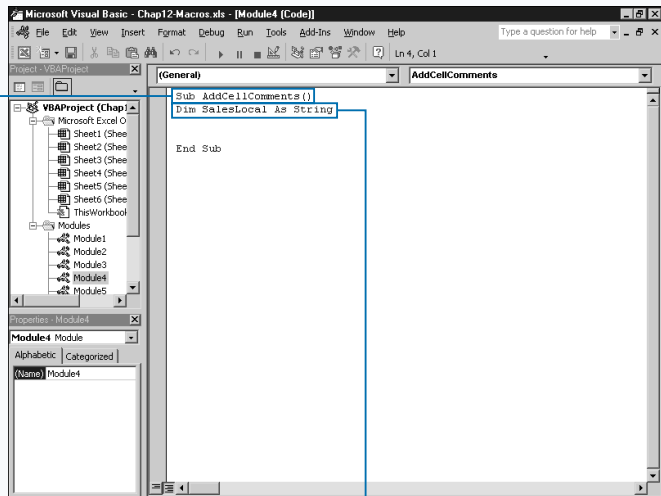 Microsoft Visual Basic - Chap12-Macros.xls - [Module4 (Code)]
File Edit View Insert Format Debug Run Tools Add-Ins Window Help Type a question for help
Ln 4, Col 1
Project - VBAProject
(General) AddCellComments
VBAProject (Chap1
Microsoft Excel O
Sheet1 (Shee
Sheet2 (Shee
Sheet3 (Shee
Sheet4 (Shee
Sheet5 (Shee
Sheet6 (Shee
ThisWorkbook
Modules
Module1
Module2
Module3
Module4
Module5
Sub AddCellComments()
Dim SalesLocal As String
End Sub
Properties - Module4
Module4 Module
Alphabetic Categorized
(Name) Module4